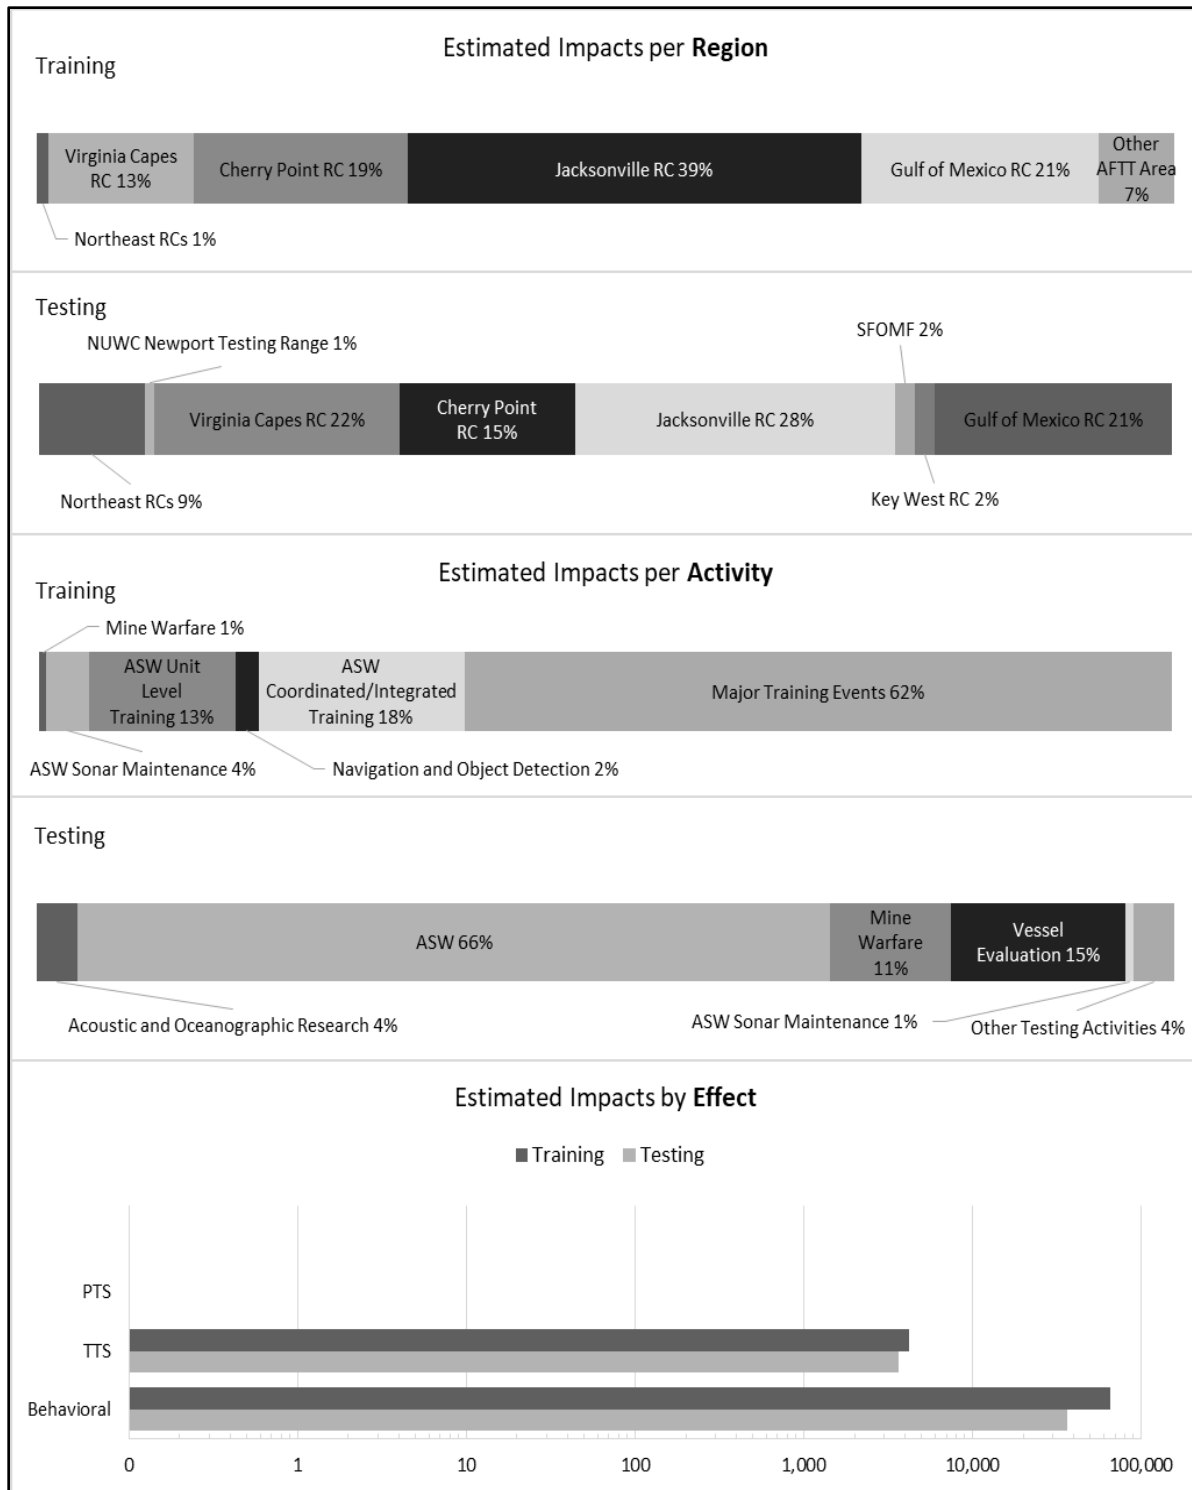 Estimated Impacts per Region
Training
Virginia Capes
RC 13%
Cherry Point RC 19%
Jacksonville RC 39%
Gulf of Mexico RC 21%
Other
AFTT Area
7%
Northeast RCs 1%
Testing
NUWC Newport Testing Range 1%
SFOMF 2%
Virginia Capes RC 22%
Cherry Point
RC 15%
Jacksonville RC 28%
Gulf of Mexico RC 21%
Northeast RCs 9%
Key West RC 2%
Estimated Impacts per Activity
Training
Mine Warfare 1%
ASW Unit
Level
Training 13%
ASW
Coordinated/Integrated
Training 18%
Major Training Events 62%
ASW Sonar Maintenance 4%
Navigation and Object Detection 2%
Testing
ASW 66%
Mine
Warfare
11%
Vessel
Evaluation 15%
Acoustic and Oceanographic Research 4%
ASW Sonar Maintenance 1%
Other Testing Activities 4%
Estimated Impacts by Effect
Training Testing
PTS
TTS
Behavioral
0 1 10 100 1,000 10,000 100,000